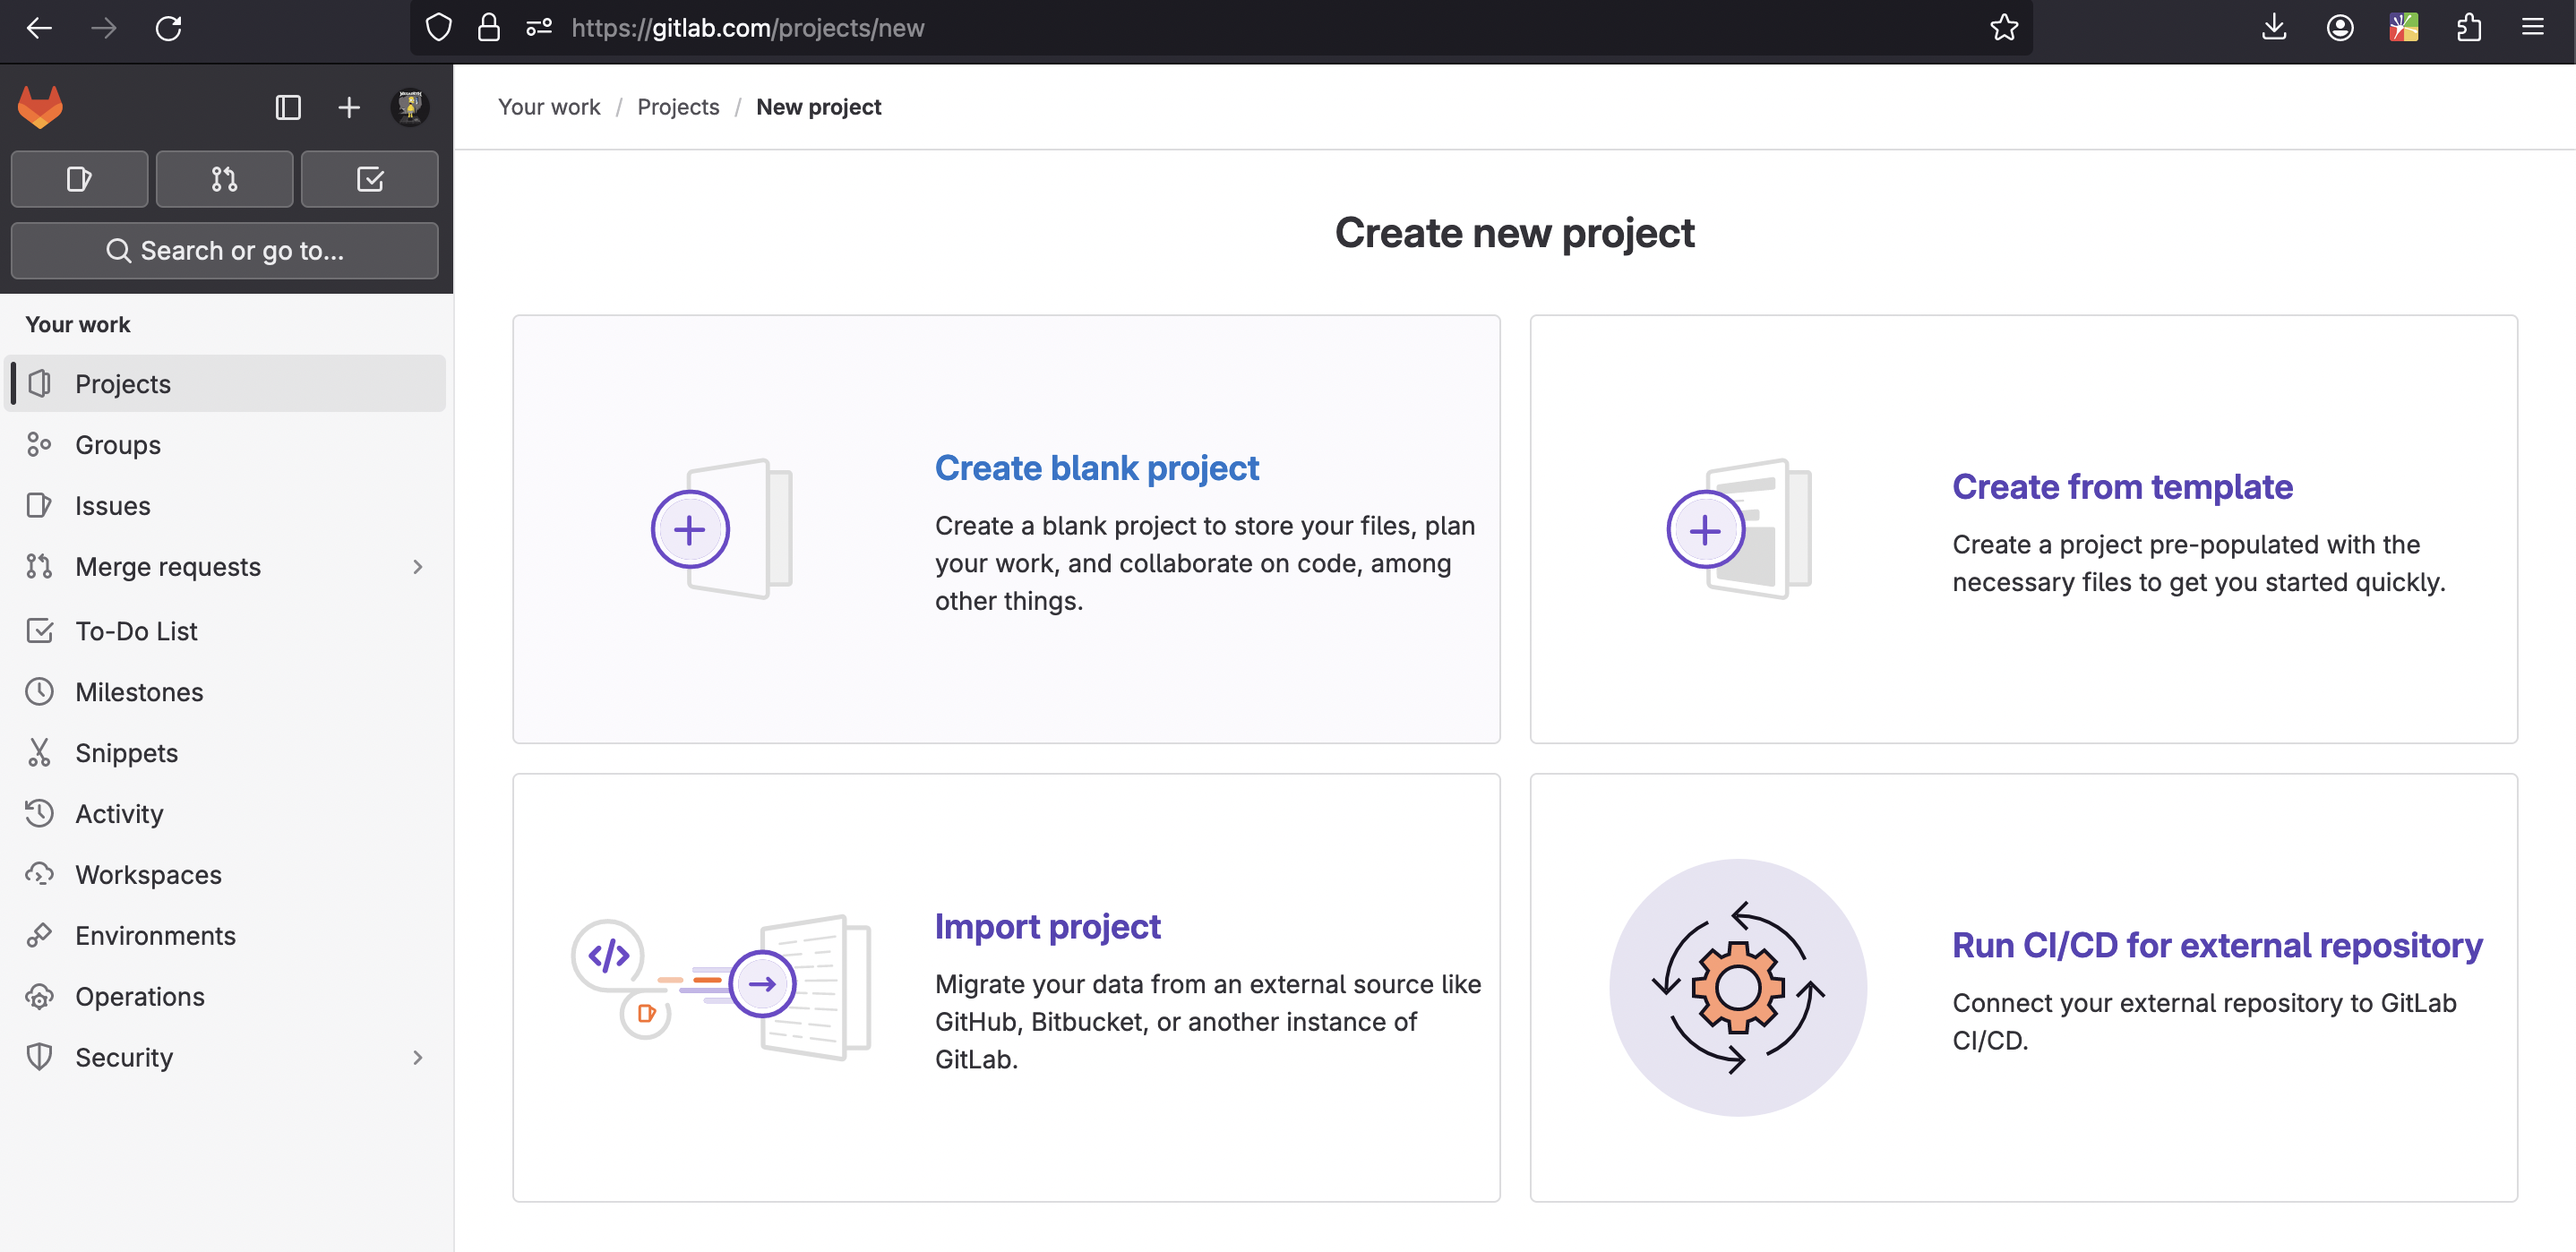 https://gitlab.com/projects/new
Your work / Projects / New project
Search or go to...
Your work
Projects
Groups
Issues
Merge requests
To-Do List
Milestones
Snippets
Activity
Workspaces
Environments
Operations
Security
Create new project
Create blank project
Create a blank project to store your files, plan
your work, and collaborate on code, among
other things.
Create from template
Create a project pre-populated with the
necessary files to get you started quickly.
Import project
Migrate your data from an external source like
GitHub, Bitbucket, or another instance of
GitLab.
Run CI/CD for external repository
Connect your external repository to GitLab
CI/CD.